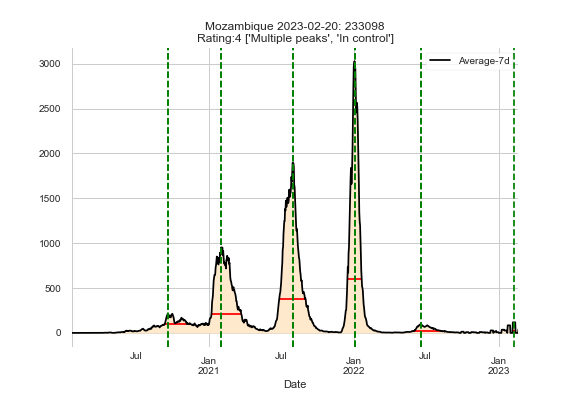 Mozambique 2023-02-20: 233098
Rating:4 ['Multiple peaks', 'In control']
Average-7d
3000
2500
2000
1500
1000
500
0
Jul
Jan
2021
Jul
Jan
2022
Jul
Jan
2023
Date